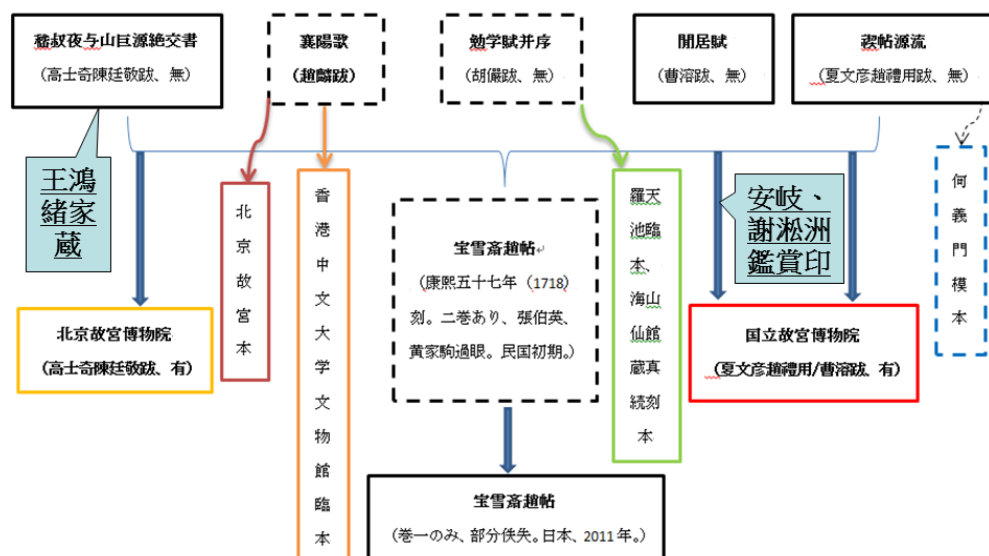 嵇叔夜与山巨源絶交書
(高士奇陳廷敬跋、無)
襄陽歌
(趙麟跋)
勉学賦并序
(胡儼跋、無)
閒居賦
(曹溶跋、無)
禊帖源流
(夏文彦趙禮用跋、無)
王鴻
緒家
蔵
北京故宮本
香港中文大学文物館臨本
宝雪斎趙帖
(康熙五十七年(1718)
刻。二巻あり、張伯英、
黄家駒過眼。民国初期。)
羅天
池臨
本、
海山
仙館
蔵真
続刻
本
安岐、
謝淞洲
鑑賞印
何義門模本
北京故宮博物院
(高士奇陳廷敬跋、有)
国立故宮博物院
(夏文彦趙禮用/曹溶跋、有)
宝雪斎趙帖
(巻一のみ、部分佚失。日本、2011年。)